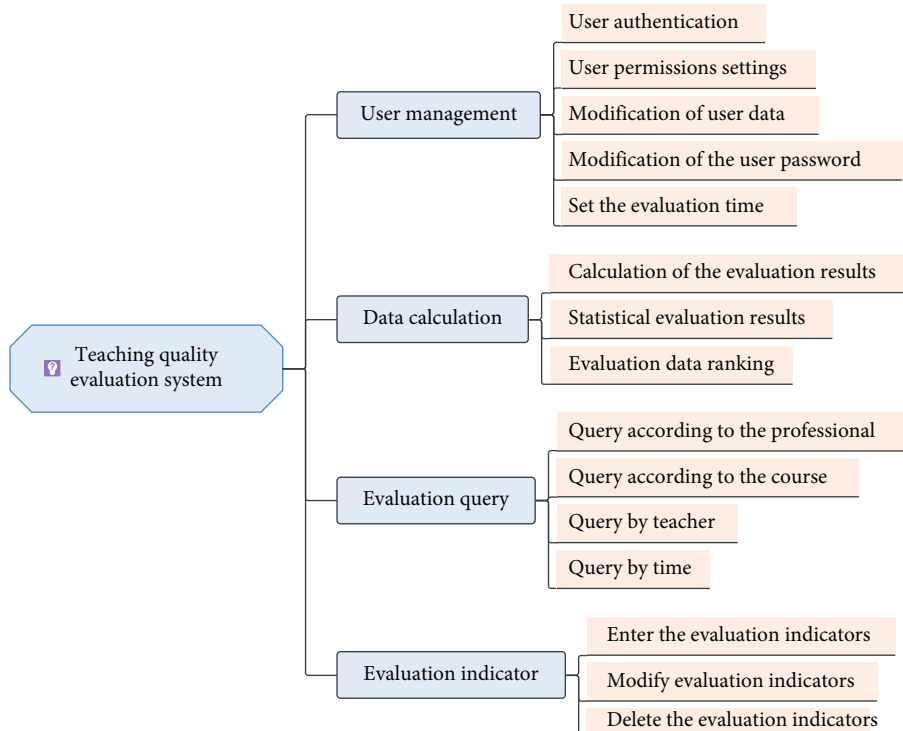 User authentication
User permissions settings
User management
Modification of user data
Modification of the user password
Set the evaluation time
Calculation of the evaluation results
Data calculation
Statistical evaluation results
Evaluation data ranking
Teaching quality
evaluation system
Query according to the professional
Query according to the course
Evaluation query
Query by teacher
Query by time
Enter the evaluation indicators
Evaluation indicator
Modify evaluation indicators
Delete the evaluation indicators